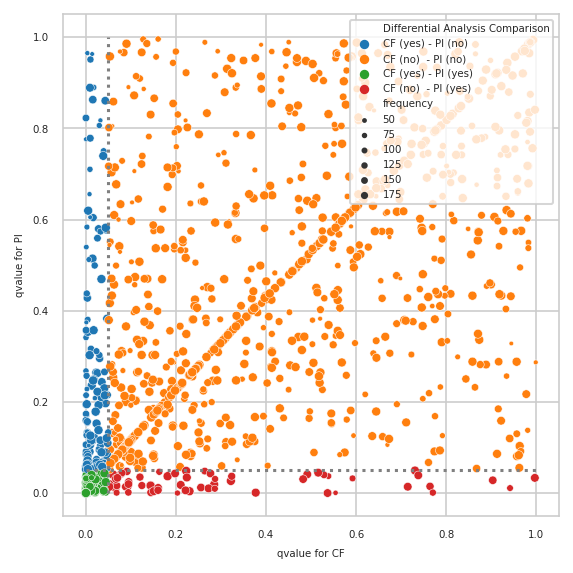 Differential Analysis Comparison
CF (yes) - PI (no)
CF (no)  - PI (no)
CF (yes) - PI (yes)
CF (no)  - PI (yes)
frequency
50
75
100
125
150
175
1.0
0.8
0.6
0.4
0.2
0.0
qvalue for PI
0.0 0.2 0.4 0.6 0.8 1.0
qvalue for CF